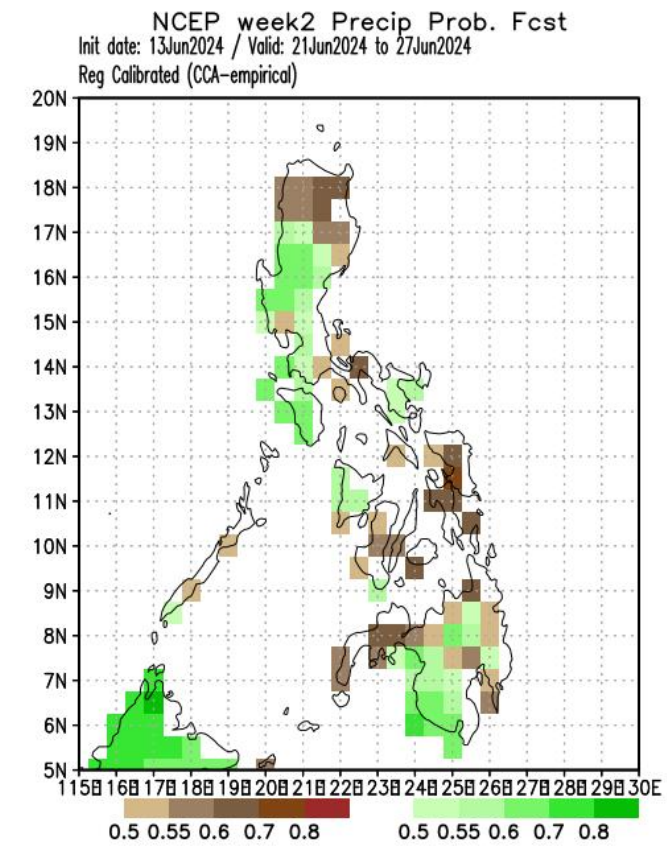 NCEP week2 Precip Prob. Fcst
Init date: 13Jun2024 / Valid: 21Jun2024 to 27Jun2024
Reg Calibrated (CCA-empirical)
20N
19N
18N
17N
16N
15N
14N
13N
12N
11N
10N
9N
8N
7N
6N
5N
115E 116E 117E 118E 119E 120E 121E 122E 123E 124E 125E 126E 127E 128E 129E 130E
0.5 0.55 0.6 0.7 0.8 0.5 0.55 0.6 0.7 0.8